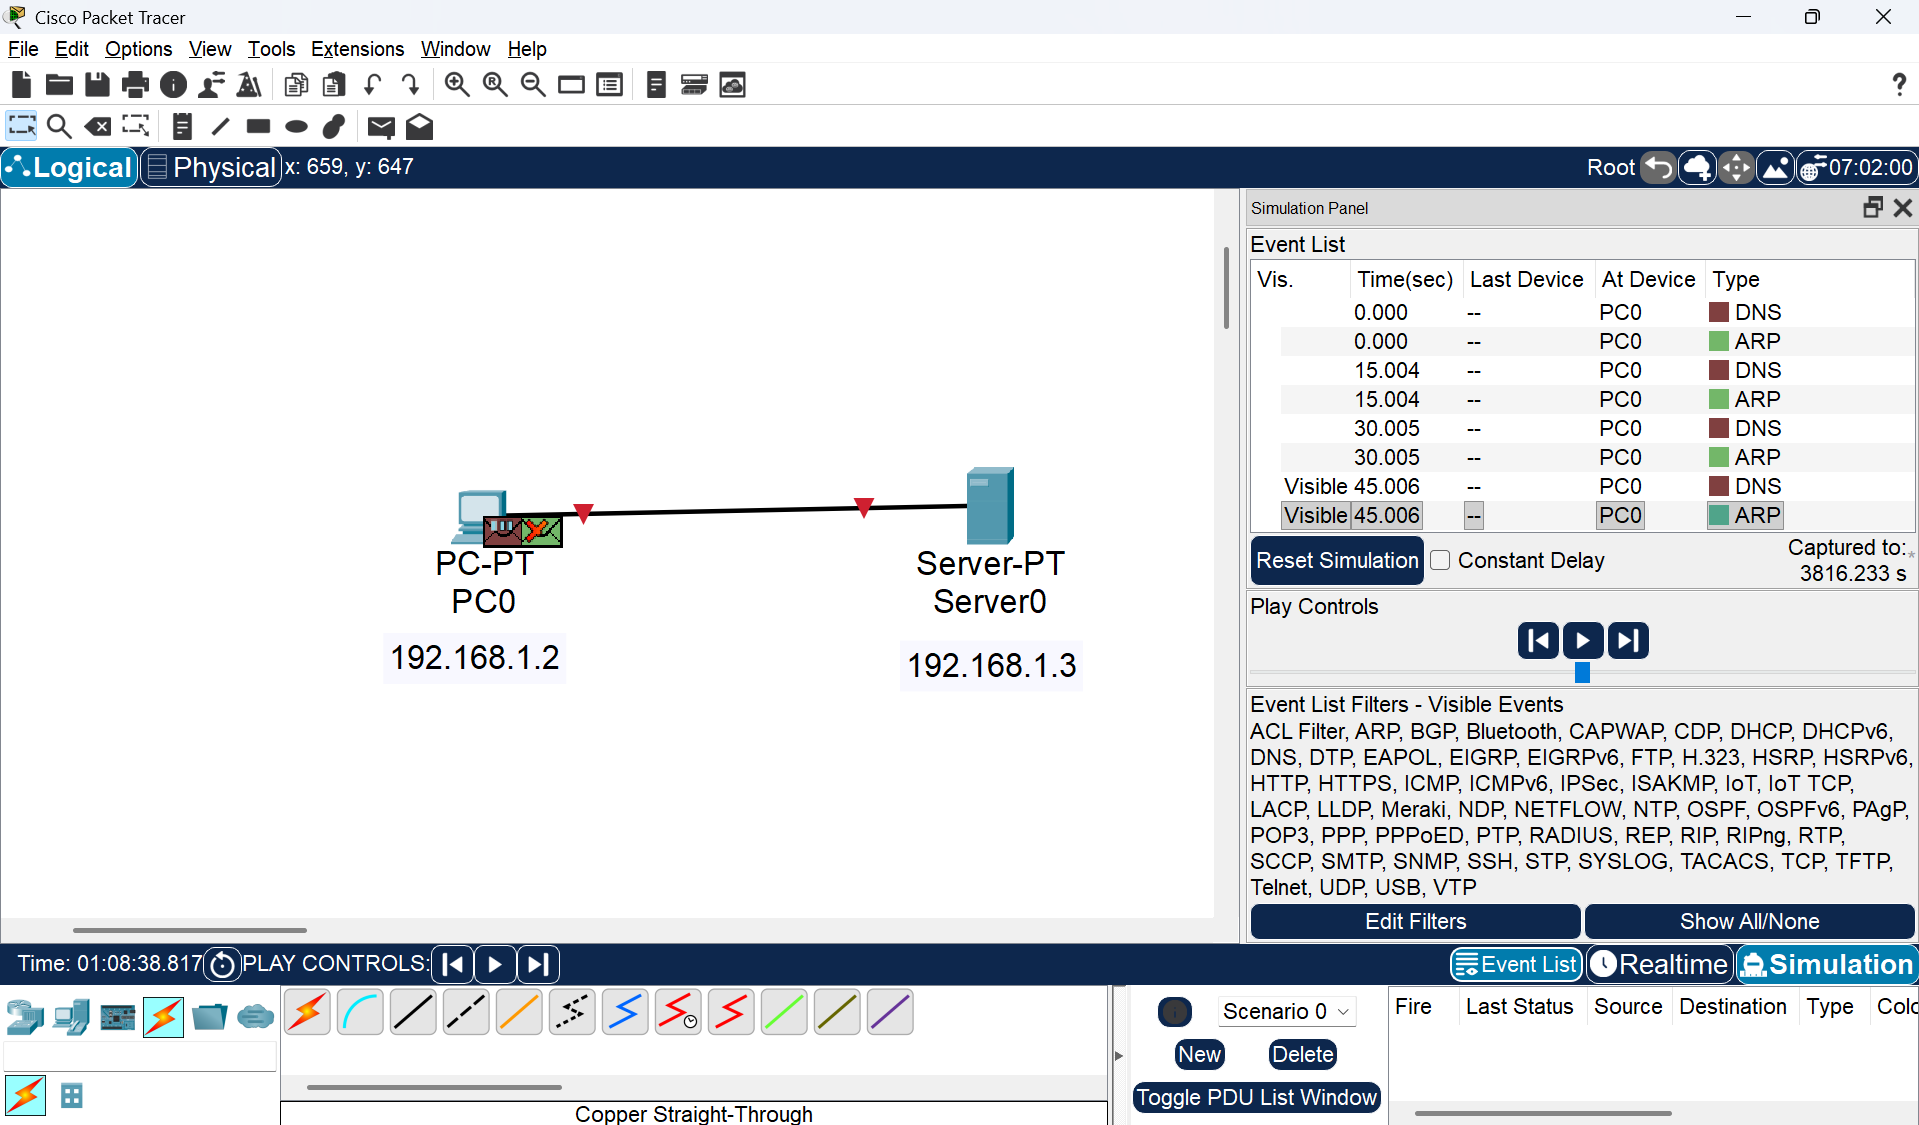 Cisco Packet Tracer
File Edit Options View Tools Extensions Window Help
Logical Physical x: 659, y: 647 Root 07:02:00
PC-PT
PC0
192.168.1.2
Server-PT
Server0
192.168.1.3
Simulation Panel
Event List
Vis. Time(sec) Last Device At Device Type
0.000 -- PC0 DNS
0.000 -- PC0 ARP
15.004 -- PC0 DNS
15.004 -- PC0 ARP
30.005 -- PC0 DNS
30.005 -- PC0 ARP
Visible 45.006 -- PC0 DNS
Visible 45.006 -- PC0 ARP
Reset Simulation Constant Delay Captured to:*
3816.233 s
Play Controls
Event List Filters - Visible Events
ACL Filter, ARP, BGP, Bluetooth, CAPWAP, CDP, DHCP, DHCPv6,
DNS, DTP, EAPOL, EIGRP, EIGRPv6, FTP, H.323, HSRP, HSRPv6,
HTTP, HTTPS, ICMP, ICMPv6, IPSec, ISAKMP, IoT, IoT TCP,
LACP, LLDP, Meraki, NDP, NETFLOW, NTP, OSPF, OSPFv6, PAgP,
POP3, PPP, PPPoED, PTP, RADIUS, REP, RIP, RIPng, RTP,
SCCP, SMTP, SNMP, SSH, STP, SYSLOG, TACACS, TCP, TFTP,
Telnet, UDP, USB, VTP
Edit Filters Show All/None
Time: 01:08:38.817 PLAY CONTROLS: Event List Realtime Simulation
Scenario 0
New Delete
Toggle PDU List Window
Fire Last Status Source Destination Type Colo
Copper Straight-Through